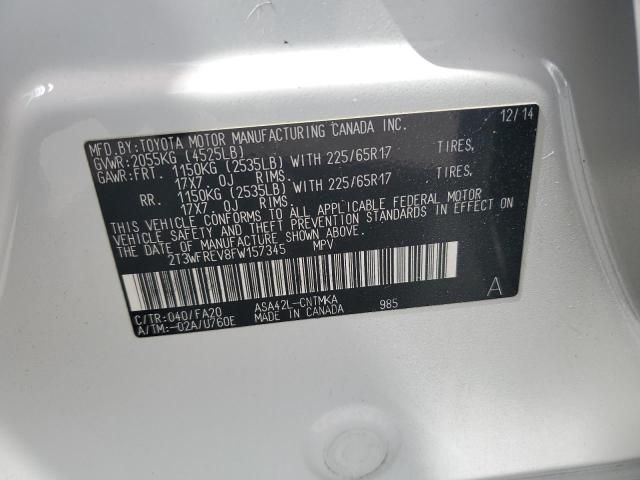 MFD.BY:TOYOTA MOTOR MANUFACTURING CANADA INC. 12/14
GVWR:2055KG (4525LB)
GAWR:FRT. 1150KG (2535LB) WITH 225/65R17 TIRES,
17X7 0J RIMS.
RR. 1150KG (2535LB) WITH 225/65R17 TIRES,
17X7 0J RIMS.
THIS VEHICLE CONFORMS TO ALL APPLICABLE FEDERAL MOTOR
VEHICLE SAFETY AND THEFT PREVENTION STANDARDS IN EFFECT ON
THE DATE OF MANUFACTURE SHOWN ABOVE.
2T3WFREV8FW157345 MPV
C/TR:040/FA20 ASA42L-CNTMKA 985 A
A/TM:-02A/U760E MADE IN CANADA